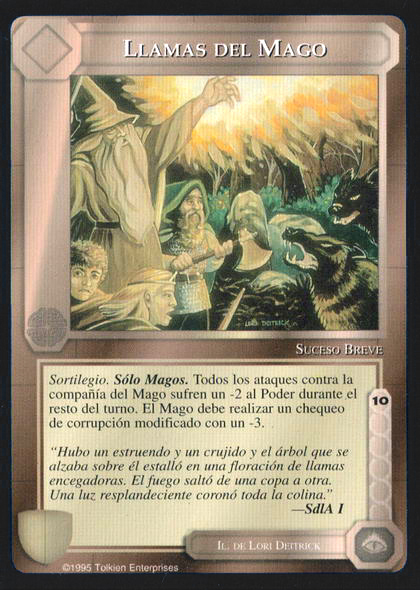 LLAMAS DEL MAGO
LORI DEITRICK
SUCESO BREVE
Sortilegio. Sólo Magos. Todos los ataques contra la
compañía del Mago sufren un -2 al Poder durante el
resto del turno. El Mago debe realizar un chequeo
de corrupción modificado con un -3.
10
“Hubo un estruendo y un crujido y el árbol que se
alzaba sobre él estalló en una floración de llamas
encegadoras. El fuego saltó de una copa a otra.
Una luz resplandeciente coronó toda la colina.”
—SdlA I
IL. DE LORI DEITRICK
©1995 Tolkien Enterprises